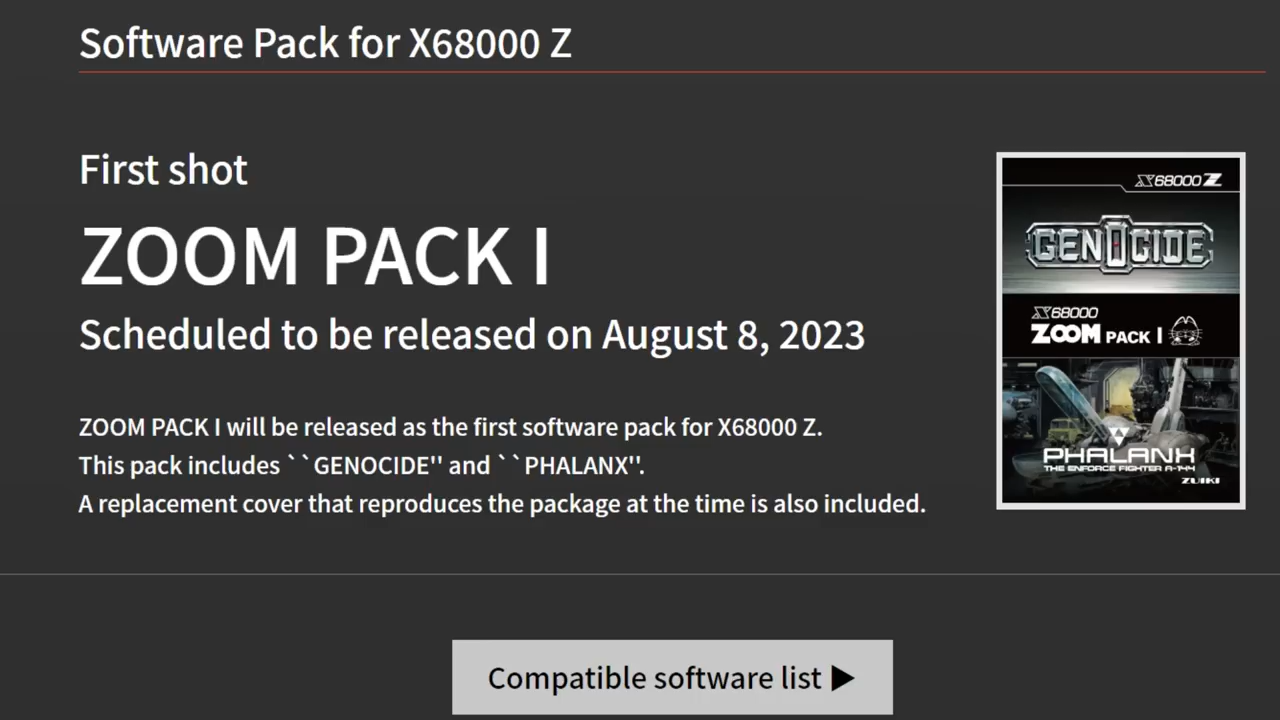 Software Pack for X68000 Z
First shot
ZOOM PACK I
Scheduled to be released on August 8, 2023
ZOOM PACK I will be released as the first software pack for X68000 Z.
This pack includes ``GENOCIDE'' and ``PHALANX''.
A replacement cover that reproduces the package at the time is also included.
X68000 Z
GENOCIDE
X68000
ZOOM PACK I
PHALANX
THE ENFORCE FIGHTER A-144
ZUIKI
Compatible software list ▶